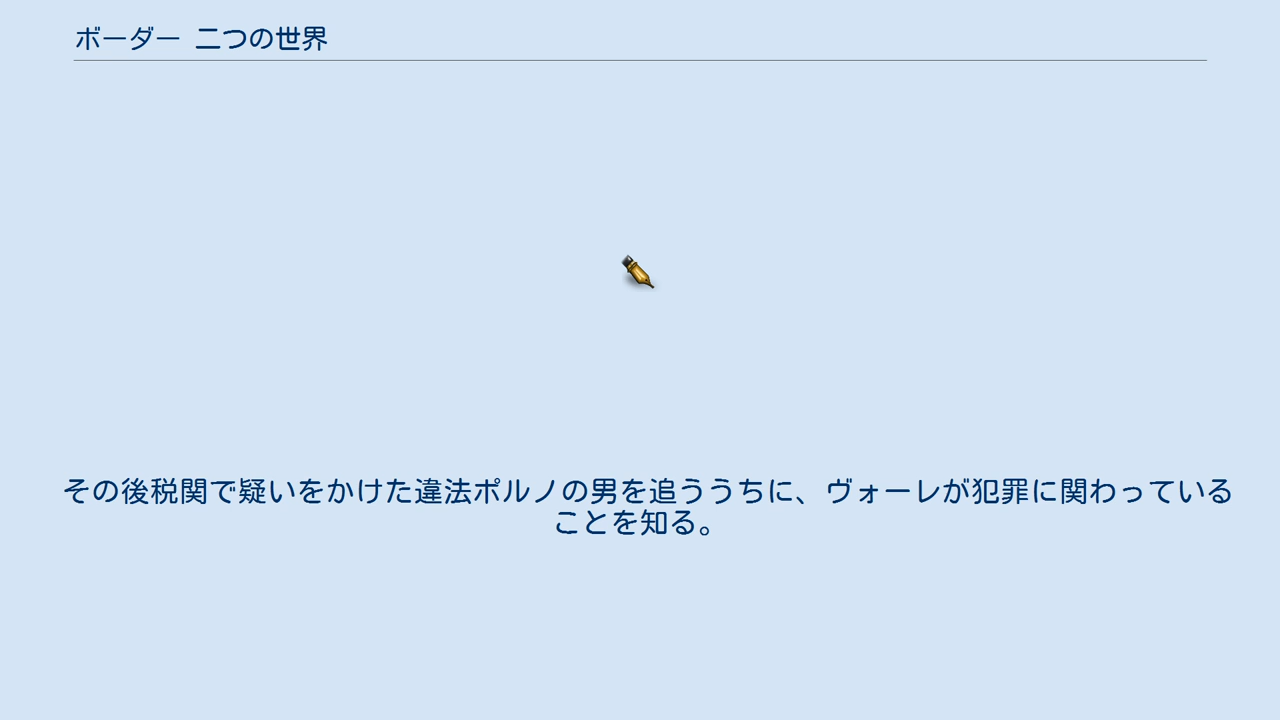 ボーダー 二つの世界
その後税関で疑いをかけた違法ポルノの男を追ううちに、ヴォーレが犯罪に関わっている
ことを知る。